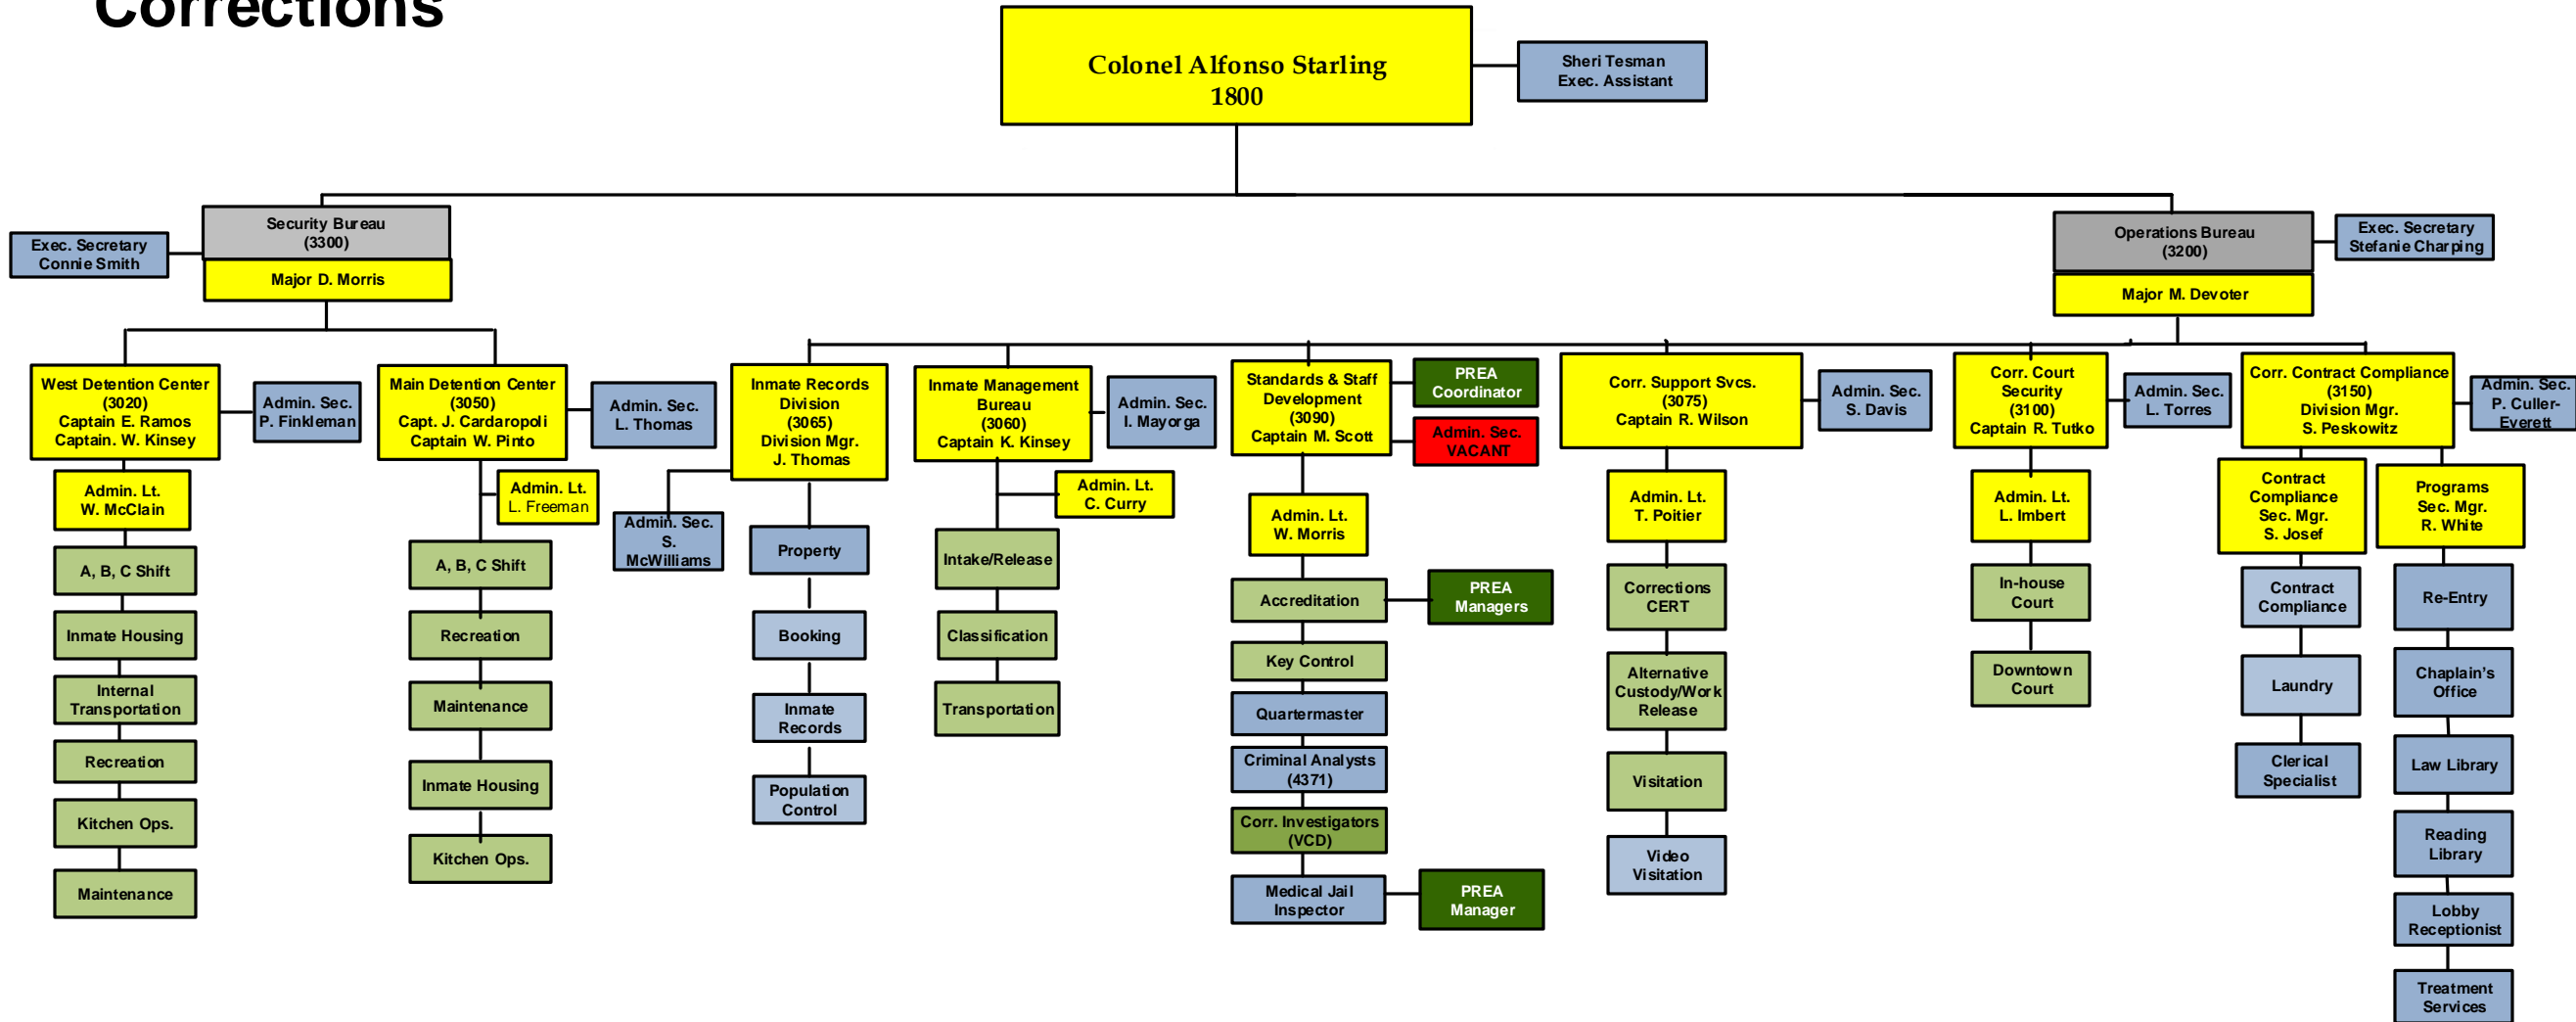 Corrections
Colonel Alfonso Starling
1800
Sheri Tesman
Exec. Assistant
Security Bureau
(3300)
Major D. Morris
Exec. Secretary
Connie Smith
Operations Bureau
(3200)
Major M. Devoter
Exec. Secretary
Stefanie Charping
West Detention Center
(3020)
Captain E. Ramos
Captain. W. Kinsey
Admin. Sec.
P. Finkleman
Admin. Lt.
W. McClain
A, B, C Shift
Inmate Housing
Internal
Transportation
Recreation
Kitchen Ops.
Maintenance
Main Detention Center
(3050)
Capt. J. Cardaropoli
Captain W. Pinto
Admin. Sec.
L. Thomas
Admin. Lt.
L. Freeman
A, B, C Shift
Recreation
Maintenance
Inmate Housing
Kitchen Ops.
Inmate Records
Division
(3065)
Division Mgr.
J. Thomas
Admin. Sec.
S.
McWilliams
Property
Booking
Inmate
Records
Population
Control
Inmate Management
Bureau
(3060)
Captain K. Kinsey
Admin. Sec.
I. Mayorga
Admin. Lt.
C. Curry
Intake/Release
Classification
Transportation
Standards & Staff
Development
(3090)
Captain M. Scott
PREA
Coordinator
Admin. Sec.
VACANT
Admin. Lt.
W. Morris
Accreditation
PREA
Managers
Key Control
Quartermaster
Criminal Analysts
(4371)
Corr. Investigators
(VCD)
Medical Jail
Inspector
PREA
Manager
Corr. Support Svcs.
(3075)
Captain R. Wilson
Admin. Sec.
S. Davis
Admin. Lt.
T. Poitier
Corrections
CERT
Alternative
Custody/Work
Release
Visitation
Video
Visitation
Corr. Court
Security
(3100)
Captain R. Tutko
Admin. Sec.
L. Torres
Admin. Lt.
L. Imbert
In-house
Court
Downtown
Court
Corr. Contract Compliance
(3150)
Division Mgr.
S. Peskowitz
Admin. Sec.
P. Culler-
Everett
Contract
Compliance
Sec. Mgr.
S. Josef
Contract
Compliance
Laundry
Clerical
Specialist
Programs
Sec. Mgr.
R. White
Re-Entry
Chaplain’s
Office
Law Library
Reading
Library
Lobby
Receptionist
Treatment
Services